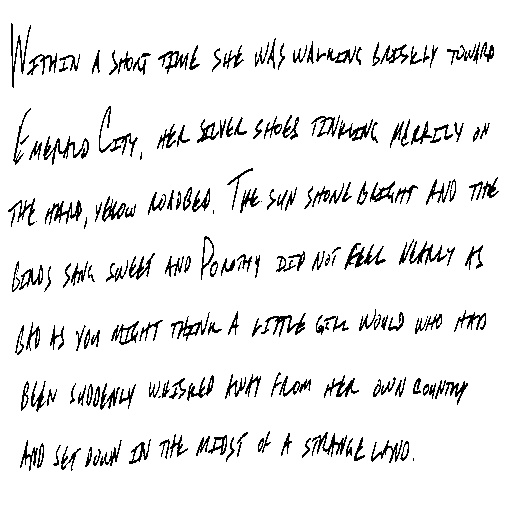 WITHIN A SHORT TIME SHE WAS WALKING BRISKLY TOWARD
EMERALD CITY, HER SILVER SHOES TINKLING MERRILY ON
THE HARD, YELLOW ROADBED. THE SUN SHONE BRIGHT AND THE
BIRDS SANG SWEET AND DOROTHY DID NOT FEEL NEARLY AS
BAD AS YOU MIGHT THINK A LITTLE GIRL WOULD WHO HAD
BEEN SUDDENLY WHISKED AWAY FROM HER OWN COUNTRY
AND SET DOWN IN THE MIDST OF A STRANGE LAND.